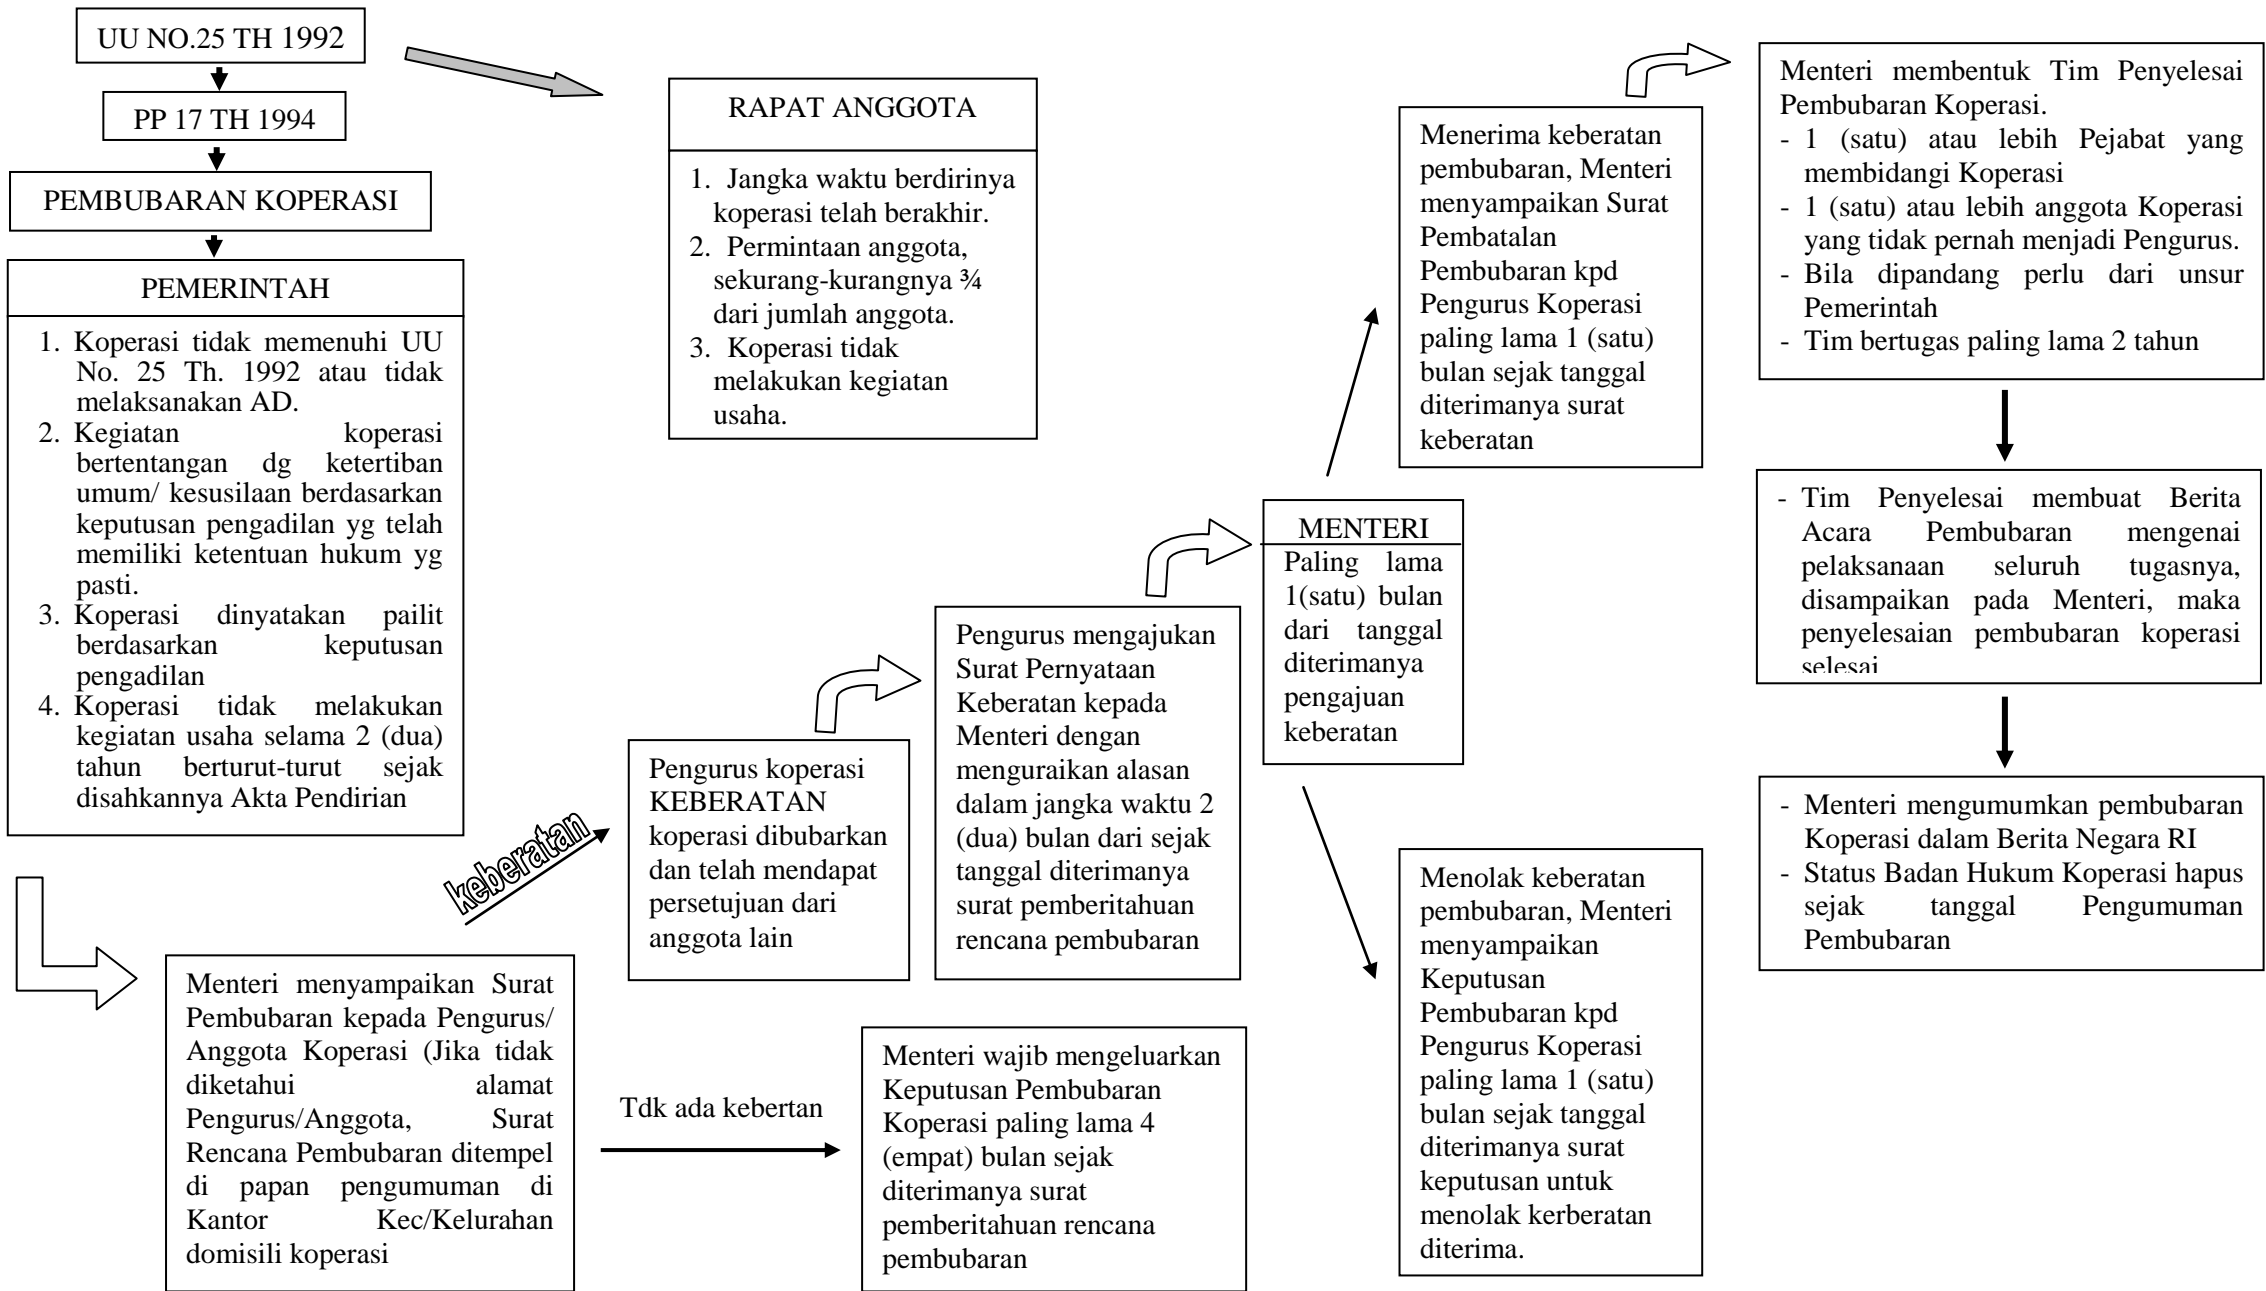 UU NO.25 TH 1992
PP 17 TH 1994
PEMBUBARAN KOPERASI
PEMERINTAH
1. Koperasi tidak memenuhi UU
No. 25 Th. 1992 atau tidak
melaksanakan AD.
2. Kegiatan koperasi
bertentangan dg ketertiban
umum/ kesusilaan berdasarkan
keputusan pengadilan yg telah
memiliki ketentuan hukum yg
pasti.
3. Koperasi dinyatakan pailit
berdasarkan keputusan
pengadilan
4. Koperasi tidak melakukan
kegiatan usaha selama 2 (dua)
tahun berturut-turut sejak
disahkannya Akta Pendirian
RAPAT ANGGOTA
1. Jangka waktu berdirinya
koperasi telah berakhir.
2. Permintaan anggota,
sekurang-kurangnya ¾
dari jumlah anggota.
3. Koperasi tidak
melakukan kegiatan
usaha.
Menteri menyampaikan Surat
Pembubaran kepada Pengurus/
Anggota Koperasi (Jika tidak
diketahui alamat
Pengurus/Anggota, Surat
Rencana Pembubaran ditempel
di papan pengumuman di
Kantor Kec/Kelurahan
domisili koperasi
keberatan
Pengurus koperasi
KEBERATAN
koperasi dibubarkan
dan telah mendapat
persetujuan dari
anggota lain
Tdk ada kebertan
Menteri wajib mengeluarkan
Keputusan Pembubaran
Koperasi paling lama 4
(empat) bulan sejak
diterimanya surat
pemberitahuan rencana
pembubaran
Pengurus mengajukan
Surat Pernyataan
Keberatan kepada
Menteri dengan
menguraikan alasan
dalam jangka waktu 2
(dua) bulan dari sejak
tanggal diterimanya
surat pemberitahuan
rencana pembubaran
MENTERI
Paling lama
1(satu) bulan
dari tanggal
diterimanya
pengajuan
keberatan
Menerima keberatan
pembubaran, Menteri
menyampaikan Surat
Pembatalan
Pembubaran kpd
Pengurus Koperasi
paling lama 1 (satu)
bulan sejak tanggal
diterimanya surat
keberatan
Menolak keberatan
pembubaran, Menteri
menyampaikan
Keputusan
Pembubaran kpd
Pengurus Koperasi
paling lama 1 (satu)
bulan sejak tanggal
diterimanya surat
keputusan untuk
menolak kerberatan
diterima.
Menteri membentuk Tim Penyelesai
Pembubaran Koperasi.
- 1 (satu) atau lebih Pejabat yang
membidangi Koperasi
- 1 (satu) atau lebih anggota Koperasi
yang tidak pernah menjadi Pengurus.
- Bila dipandang perlu dari unsur
Pemerintah
- Tim bertugas paling lama 2 tahun
- Tim Penyelesai membuat Berita
Acara Pembubaran mengenai
pelaksanaan seluruh tugasnya,
disampaikan pada Menteri, maka
penyelesaian pembubaran koperasi
selesai
- Menteri mengumumkan pembubaran
Koperasi dalam Berita Negara RI
- Status Badan Hukum Koperasi hapus
sejak tanggal Pengumuman
Pembubaran